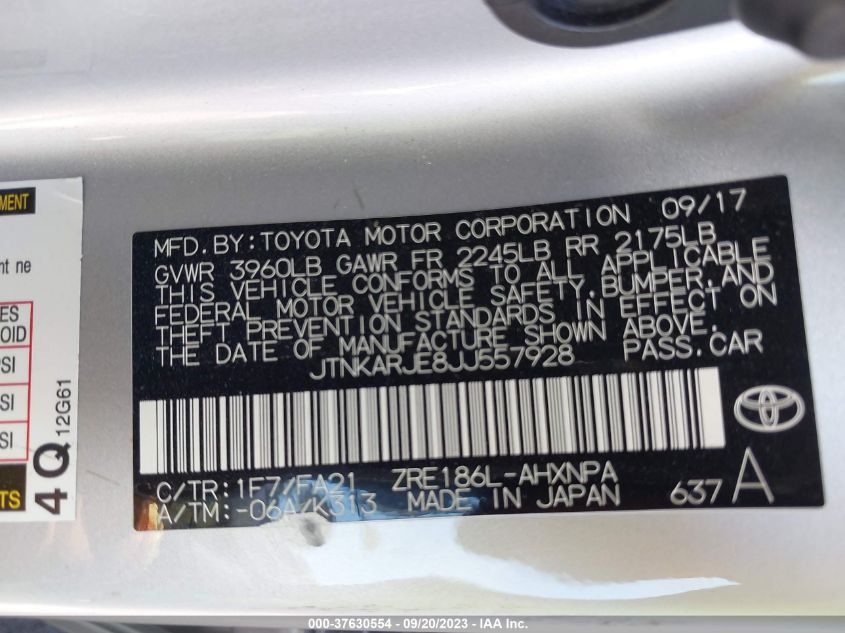 MENT
t ne
ES
OID
PSI
SI
SI
TS
4Q
12G61
MFD. BY: TOYOTA MOTOR CORPORATION 09/17
GVWR 3960LB GAWR FR 2245LB RR 2175LB
THIS VEHICLE CONFORMS TO ALL APPLICABLE
FEDERAL MOTOR VEHICLE SAFETY, BUMPER, AND
THEFT PREVENTION STANDARDS IN EFFECT ON
THE DATE OF MANUFACTURE SHOWN ABOVE.
JTNKARJE8JJ557928 PASS. CAR
C/TR: 1F7/FA21 ZRE186L-AHXNPA
A/TM: -06A/K313 MADE IN JAPAN 637 A
000-37630554 - 09/20/2023 - IAA Inc.